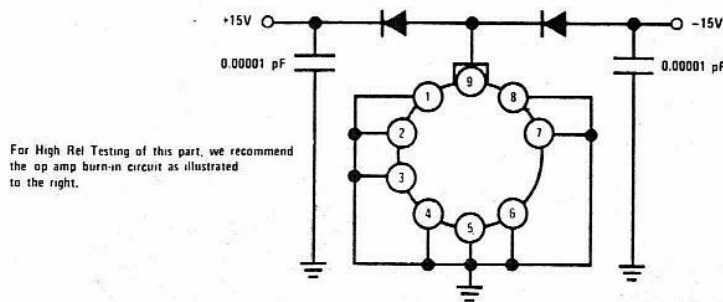 +15V
−15V
0.00001 pF
0.00001 pF
9
1
8
2
7
For High Rel Testing of this part, we recommend
the op amp burn-in circuit as illustrated
to the right.
3
4
6
5